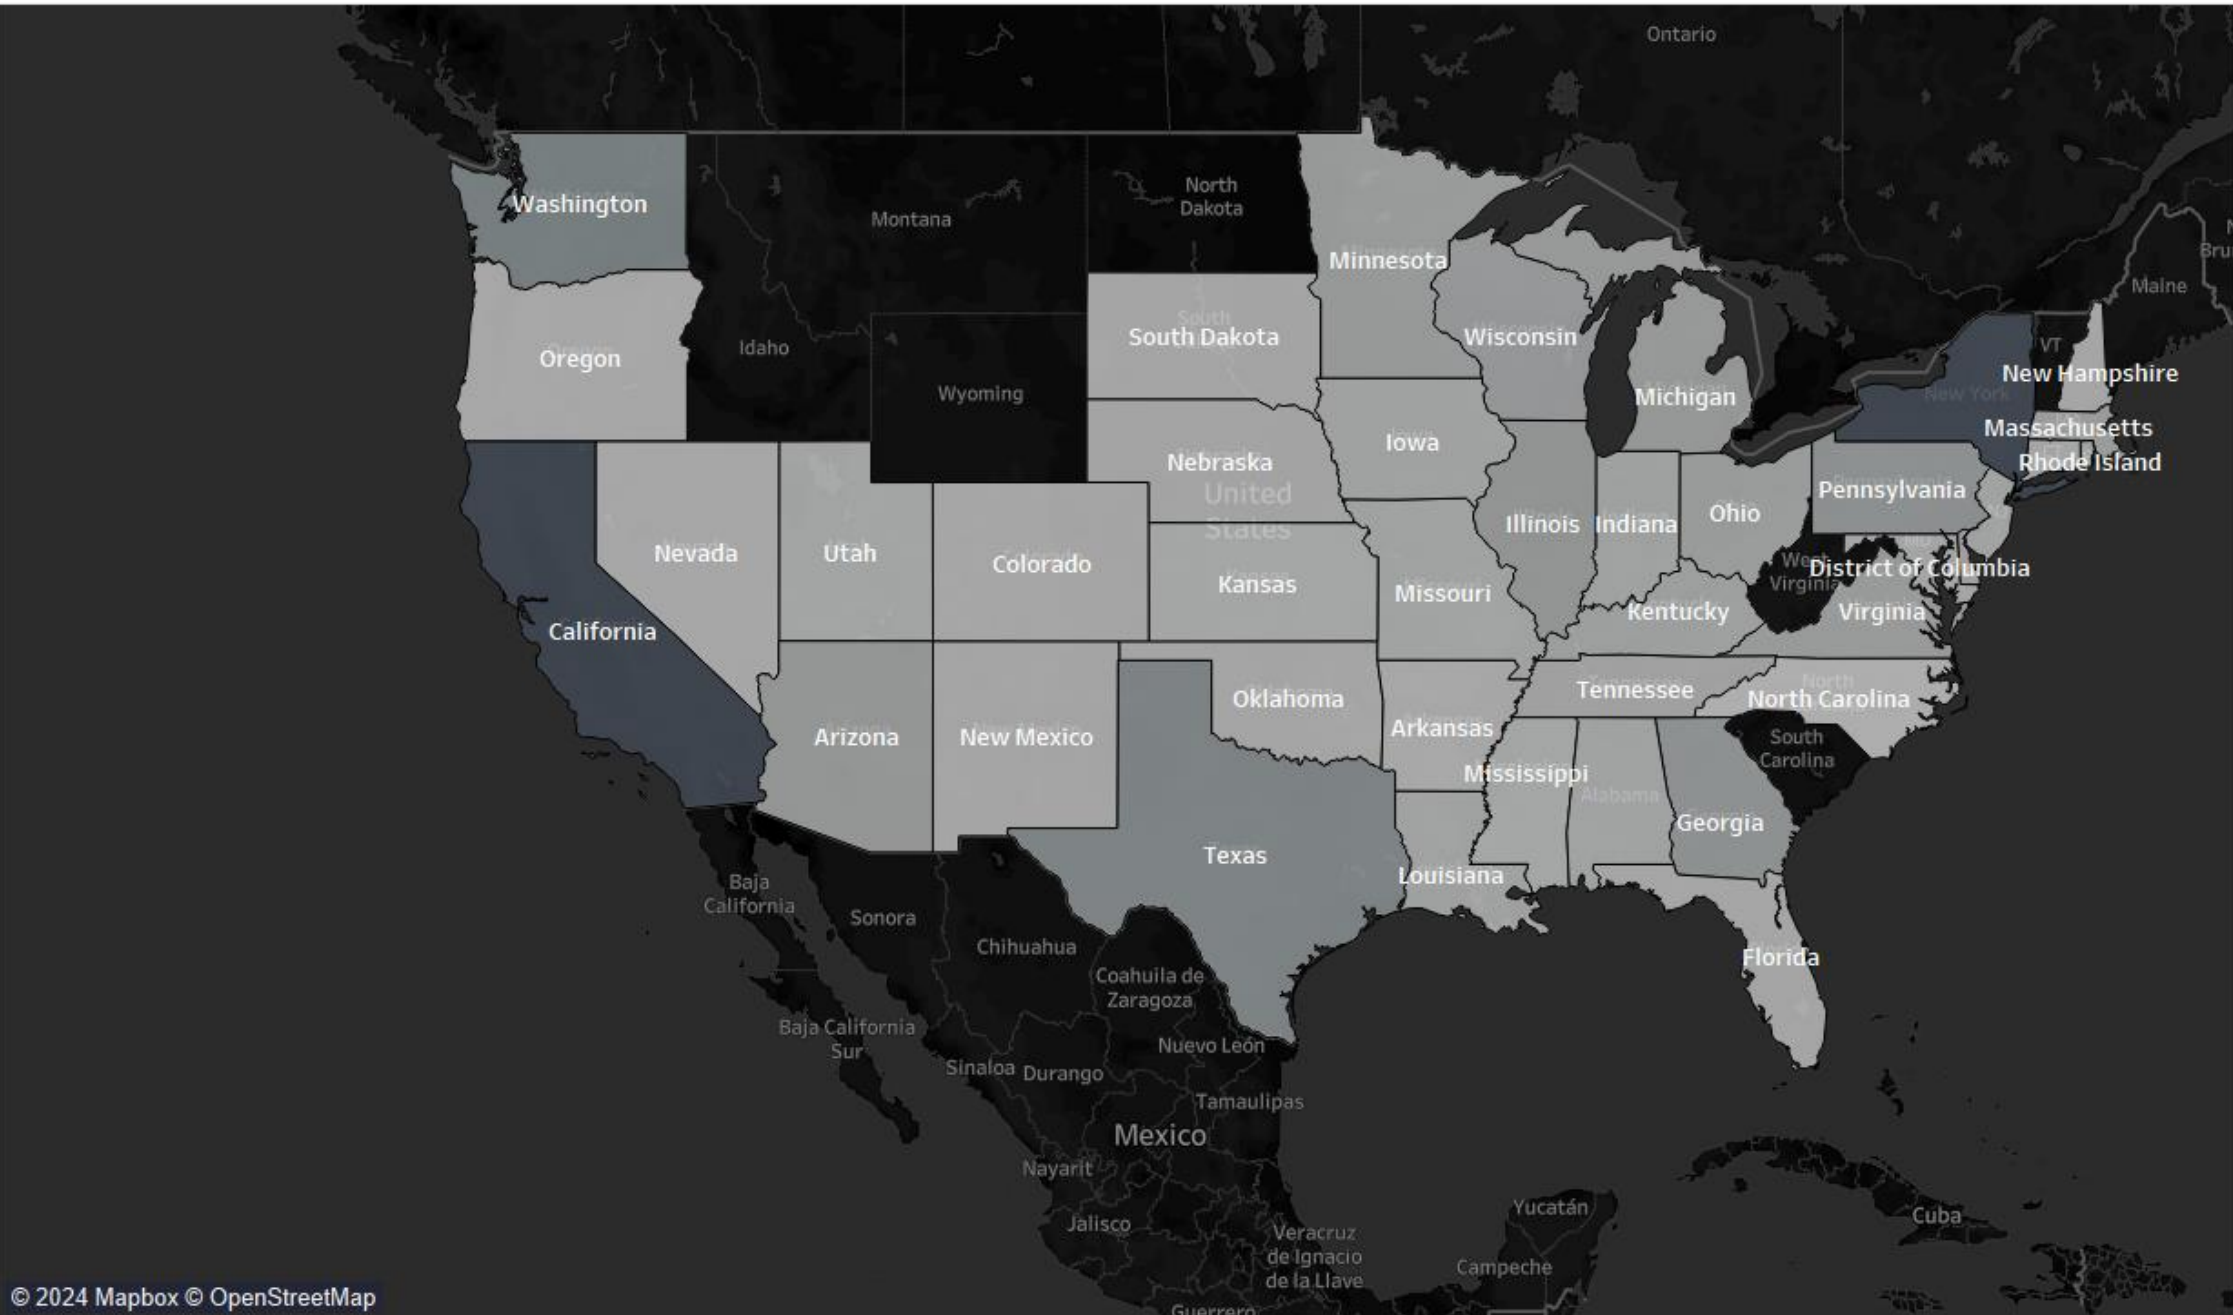 Ontario
Washington
Montana
North
Dakota
Minnesota
Maine
South Dakota
Wisconsin
VT
Idaho
Oregon
New Hampshire
Wyoming
Michigan
New York
Massachusetts
Iowa
Nebraska
Rhode Island
Pennsylvania
United
States
Ohio
Illinois
Indiana
Nevada
Utah
Colorado
West
Virginia
District of Columbia
Kansas
Missouri
Kentucky
Virginia
California
Tennessee
North Carolina
Oklahoma
Arkansas
Arizona
New Mexico
South
Carolina
Mississippi
Alabama
Georgia
Texas
Louisiana
Baja
California
Sonora
Chihuahua
Florida
Coahuila de
Zaragoza
Baja California
Sur
Nuevo León
Sinaloa
Durango
Tamaulipas
Mexico
Nayarit
Yucatán
Jalisco
Cuba
Veracruz
de Ignacio
de la Llave
Campeche
© 2024 Mapbox © OpenStreetMap